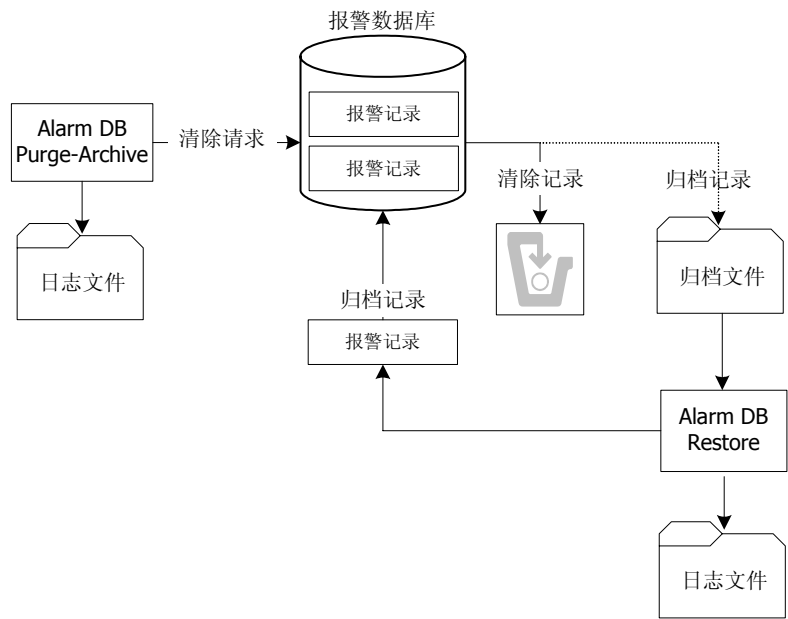 报警数据库
报警记录
报警记录
Alarm DB
Purge-Archive
清除请求
清除记录
归档记录
日志文件
归档文件
归档记录
报警记录
Alarm DB
Restore
日志文件